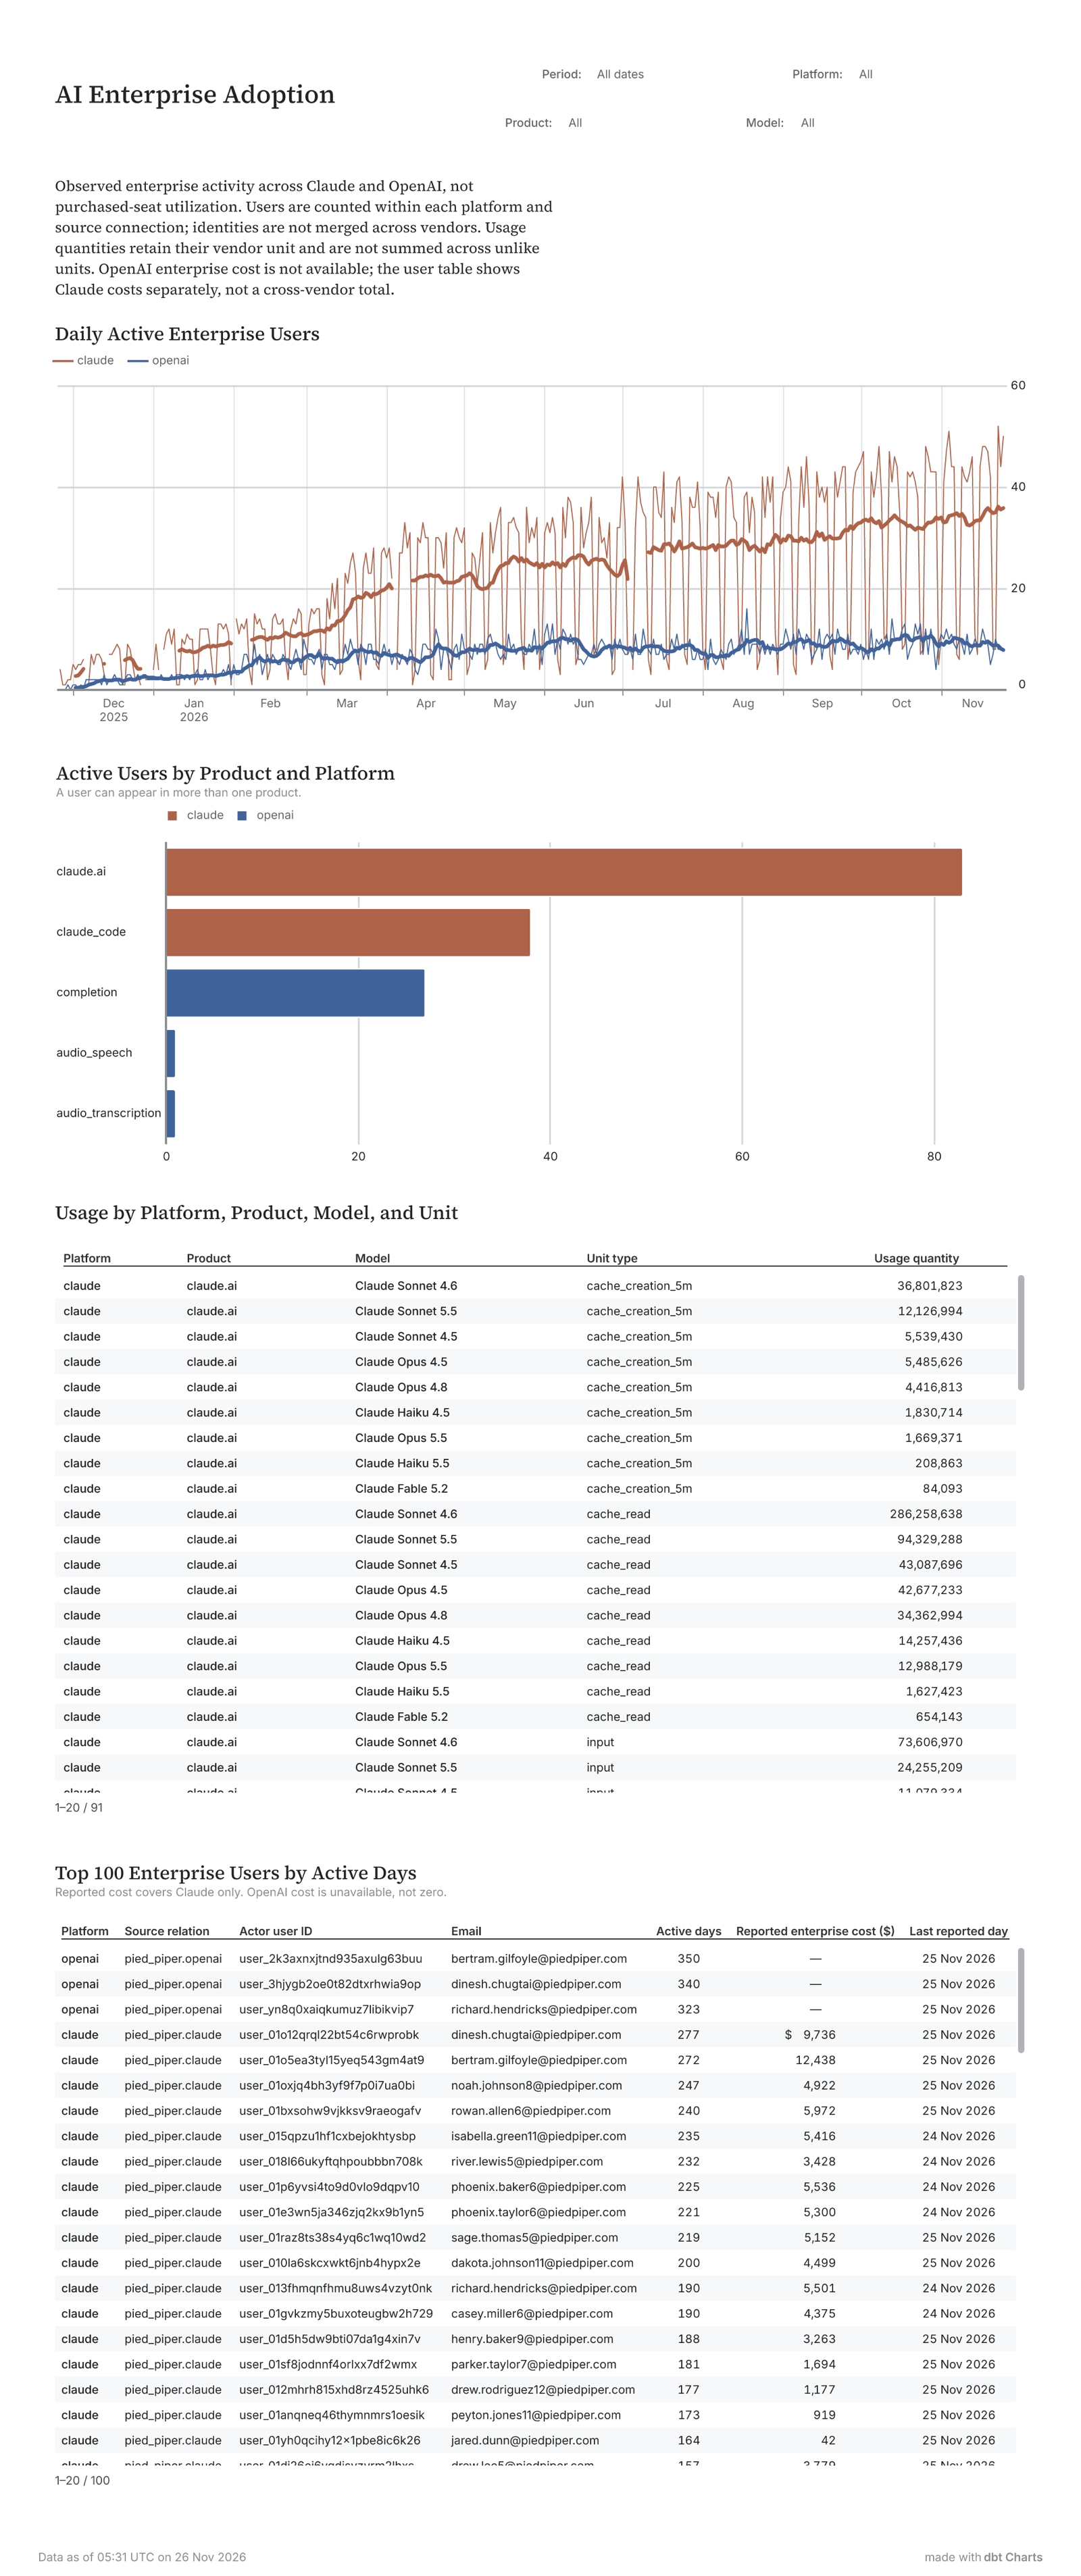 AI Enterprise Adoption
Period: All dates
Platform: All
Product: All
Model: All
Observed enterprise activity across Claude and OpenAI, not
purchased-seat utilization. Users are counted within each platform and
source connection; identities are not merged across vendors. Usage
quantities retain their vendor unit and are not summed across unlike
units. OpenAI enterprise cost is not available; the user table shows
Claude costs separately, not a cross-vendor total.
Daily Active Enterprise Users
claude openai
60
40
20
0
Dec Jan Feb Mar Apr May Jun Jul Aug Sep Oct Nov
2025 2026
Active Users by Product and Platform
A user can appear in more than one product.
claude openai
claude.ai
claude_code
completion
audio_speech
audio_transcription
0 20 40 60 80
Usage by Platform, Product, Model, and Unit
Platform Product Model Unit type Usage quantity
claude claude.ai Claude Sonnet 4.6 cache_creation_5m 36,801,823
claude claude.ai Claude Sonnet 5.5 cache_creation_5m 12,126,994
claude claude.ai Claude Sonnet 4.5 cache_creation_5m 5,539,430
claude claude.ai Claude Opus 4.5 cache_creation_5m 5,485,626
claude claude.ai Claude Opus 4.8 cache_creation_5m 4,416,813
claude claude.ai Claude Haiku 4.5 cache_creation_5m 1,830,714
claude claude.ai Claude Opus 5.5 cache_creation_5m 1,669,371
claude claude.ai Claude Haiku 5.5 cache_creation_5m 208,863
claude claude.ai Claude Fable 5.2 cache_creation_5m 84,093
claude claude.ai Claude Sonnet 4.6 cache_read 286,258,638
claude claude.ai Claude Sonnet 5.5 cache_read 94,329,288
claude claude.ai Claude Sonnet 4.5 cache_read 43,087,696
claude claude.ai Claude Opus 4.5 cache_read 42,677,233
claude claude.ai Claude Opus 4.8 cache_read 34,362,994
claude claude.ai Claude Haiku 4.5 cache_read 14,257,436
claude claude.ai Claude Opus 5.5 cache_read 12,988,179
claude claude.ai Claude Haiku 5.5 cache_read 1,627,423
claude claude.ai Claude Fable 5.2 cache_read 654,143
claude claude.ai Claude Sonnet 4.6 input 73,606,970
claude claude.ai Claude Sonnet 5.5 input 24,255,209
claude claude.ai Claude Sonnet 4.5 input 11,079,334
1–20 / 91
Top 100 Enterprise Users by Active Days
Reported cost covers Claude only. OpenAI cost is unavailable, not zero.
Platform Source relation Actor user ID Email Active days Reported enterprise cost ($) Last reported day
openai pied_piper.openai user_2k3axnxjtnd935axulg63buu bertram.gilfoyle@piedpiper.com 350 — 25 Nov 2026
openai pied_piper.openai user_3hjygb2oe0t82dtxrhwia9op dinesh.chugtai@piedpiper.com 340 — 25 Nov 2026
openai pied_piper.openai user_yn8q0xaiqkumuz7libikvip7 richard.hendricks@piedpiper.com 323 — 25 Nov 2026
claude pied_piper.claude user_01o12qrql22bt54c6rwprobk dinesh.chugtai@piedpiper.com 277 $ 9,736 25 Nov 2026
claude pied_piper.claude user_01o5ea3tyl15yeq543gm4at9 bertram.gilfoyle@piedpiper.com 272 12,438 25 Nov 2026
claude pied_piper.claude user_01oxjq4bh3yf9f7p0i7ua0bi noah.johnson8@piedpiper.com 247 4,922 25 Nov 2026
claude pied_piper.claude user_01bxsohw9vjkksv9raeogafv rowan.allen6@piedpiper.com 240 5,972 25 Nov 2026
claude pied_piper.claude user_015qpzu1hf1cxbejokhtysbp isabella.green11@piedpiper.com 235 5,416 24 Nov 2026
claude pied_piper.claude user_018l66ukyftqhpoubbbn708k river.lewis5@piedpiper.com 232 3,428 24 Nov 2026
claude pied_piper.claude user_01p6yvsi4to9d0vlo9dqpv10 phoenix.baker6@piedpiper.com 225 5,536 24 Nov 2026
claude pied_piper.claude user_01e3wn5ja346zjq2kx9b1yn5 phoenix.taylor6@piedpiper.com 221 5,300 24 Nov 2026
claude pied_piper.claude user_01raz8ts38s4yq6c1wq10wd2 sage.thomas5@piedpiper.com 219 5,152 25 Nov 2026
claude pied_piper.claude user_010la6skcxwkt6jnb4hypx2e dakota.johnson11@piedpiper.com 200 4,499 25 Nov 2026
claude pied_piper.claude user_013fhmqnfhmu8uws4vzyt0nk richard.hendricks@piedpiper.com 190 5,501 24 Nov 2026
claude pied_piper.claude user_01gvkzmy5buxoteugbw2h729 casey.miller6@piedpiper.com 190 4,375 24 Nov 2026
claude pied_piper.claude user_01d5h5dw9bti07da1g4xin7v henry.baker9@piedpiper.com 188 3,263 25 Nov 2026
claude pied_piper.claude user_01sf8jodnnf4orlxx7df2wmx parker.taylor7@piedpiper.com 181 1,694 25 Nov 2026
claude pied_piper.claude user_012mhrh815xhd8rz4525uhk6 drew.rodriguez12@piedpiper.com 177 1,177 25 Nov 2026
claude pied_piper.claude user_01anqneq46thymnmrs1oesik peyton.jones11@piedpiper.com 173 919 25 Nov 2026
claude pied_piper.claude user_01yh0qcihy12×1pbe8ic6k26 jared.dunn@piedpiper.com 164 42 25 Nov 2026
claude pied_piper.claude 157 3,779 25 Nov 2026
1–20 / 100
Data as of 05:31 UTC on 26 Nov 2026
made with dbt Charts